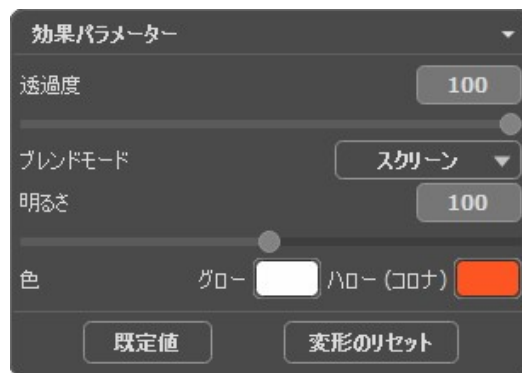 効果パラメーター
透過度 100
ブレンドモード スクリーン
明るさ 100
色 グロー ハロー (コロナ)
既定値 変形のリセット